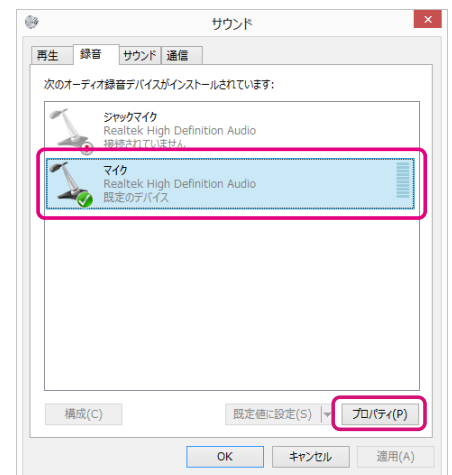 サウンド
再生 録音 サウンド 通信
次のオーディオ録音デバイスがインストールされています:
ジャックマイク
Realtek High Definition Audio
接続されていません
マイク
Realtek High Definition Audio
既定のデバイス
構成(C) 既定値に設定(S) プロパティ(P)
OK キャンセル 適用(A)